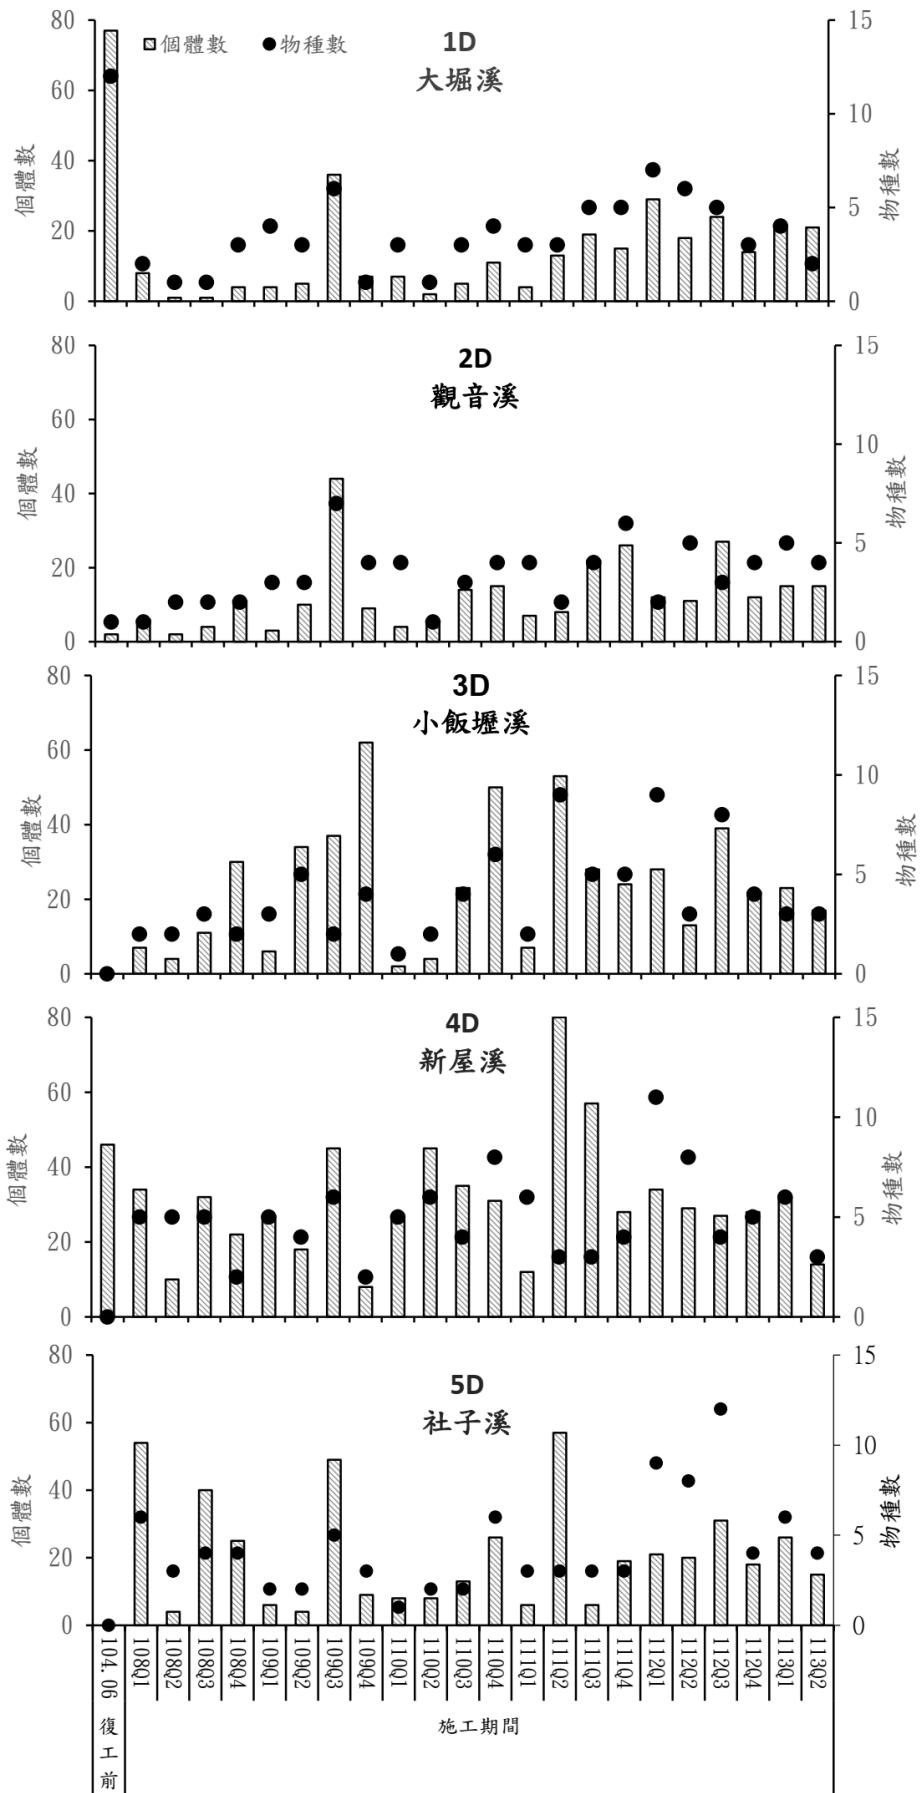 1D
大堀溪
個體數 物種數
80
60
40
20
0
15
10
5
0
個體數
物種數
2D
觀音溪
80
60
40
20
0
15
10
5
0
個體數
物種數
3D
小飯壢溪
80
60
40
20
0
15
10
5
0
個體數
物種數
4D
新屋溪
80
60
40
20
0
15
10
5
0
個體數
物種數
5D
社子溪
80
60
40
20
0
15
10
5
0
個體數
物種數
104.06
108Q1
108Q2
108Q3
108Q4
109Q1
109Q2
109Q3
109Q4
110Q1
110Q2
110Q3
110Q4
111Q1
111Q2
111Q3
111Q4
112Q1
112Q2
112Q3
112Q4
113Q1
113Q2
復工前
施工期間